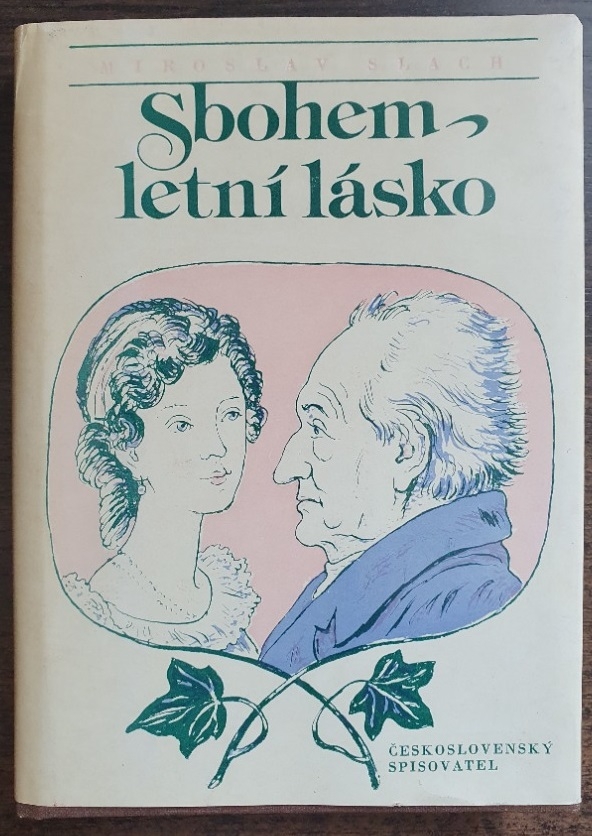 MIROSLAV SLACH
Sbohem,
letní lásko
ČESKOSLOVENSKÝ
SPISOVATEL